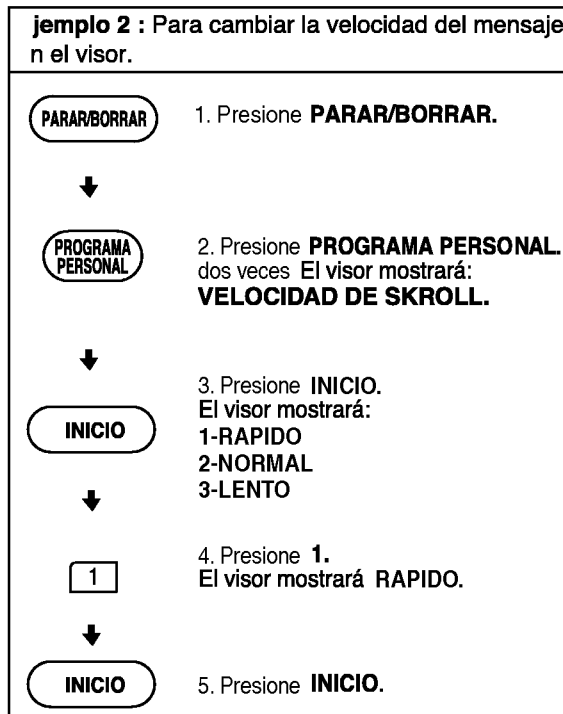 jemplo 2 : Para cambiar la velocidad del mensaje
n el visor.
PARAR/BORRAR
1. Presione PARAR/BORRAR.
PROGRAMA
PERSONAL
2. Presione PROGRAMA PERSONAL.
dos veces El visor mostrará:
VELOCIDAD DE SKROLL.
INICIO
3. Presione INICIO.
El visor mostrará:
1-RAPIDO
2-NORMAL
3-LENTO
1
4. Presione 1.
El visor mostrará RAPIDO.
INICIO
5. Presione INICIO.